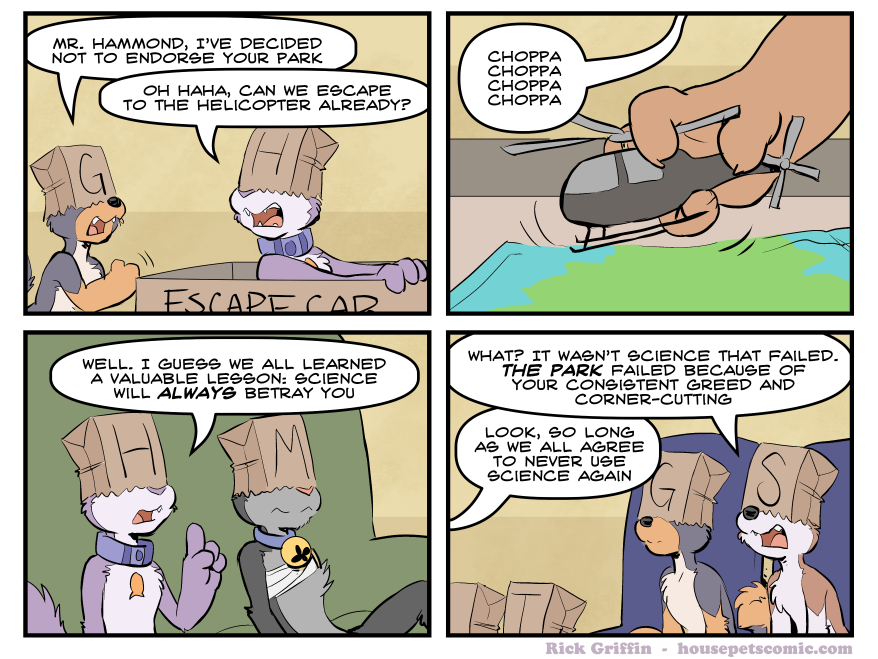 MR. HAMMOND, I'VE DECIDED
NOT TO ENDORSE YOUR PARK
OH HAHA, CAN WE ESCAPE
TO THE HELICOPTER ALREADY?
G
H
ESCAPE CAR
CHOPPA
CHOPPA
CHOPPA
CHOPPA
WELL. I GUESS WE ALL LEARNED
A VALUABLE LESSON: SCIENCE
WILL ALWAYS BETRAY YOU
H
M
WHAT? IT WASN'T SCIENCE THAT FAILED.
THE PARK FAILED BECAUSE OF
YOUR CONSISTENT GREED AND
CORNER-CUTTING
LOOK, SO LONG
AS WE ALL AGREE
TO NEVER USE
SCIENCE AGAIN
G
S
T
Rick Griffin - housepetscomic.com